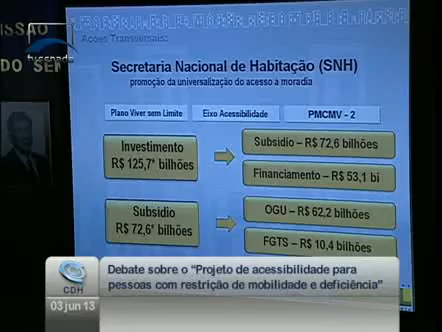 ISSÃO
tvsenado
DO SEN
Ações Transversais:
Secretaria Nacional de Habitação (SNH)
promoção da universalização do acesso a moradia
Plano Viver sem Limite
Eixo Acessibilidade
PMCMV - 2
Investimento
R$ 125,7* bilhões
Subsidio – R$ 72,6 bilhões
Financiamento – R$ 53,1 bi
Subsidio
R$ 72,6* bilhões
OGU – R$ 62,2 bilhões
FGTS – R$ 10,4 bilhões
CDH
03 jun 13
Debate sobre o “Projeto de acessibilidade para
pessoas com restrição de mobilidade e deficiência”